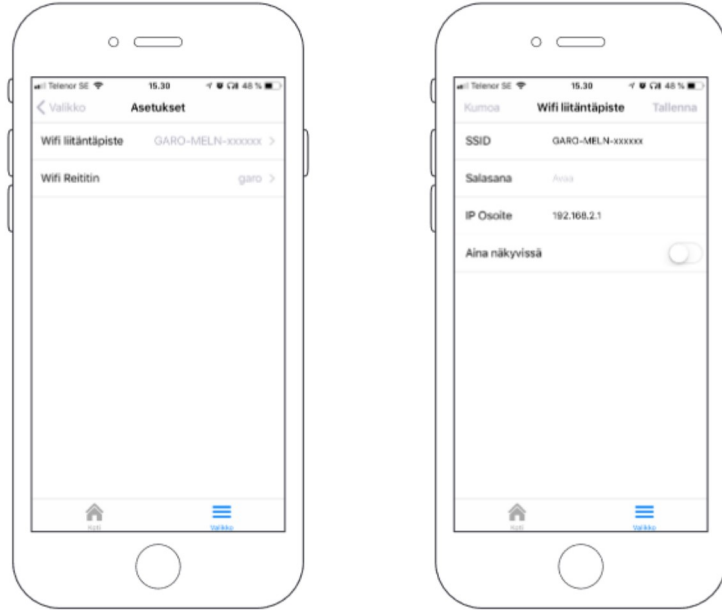 Telenor SE 15.30 48 %
Valikko Asetukset
Wifi liitäntäpiste GARO-MELN-xxxxxx
Wifi Reititin garo
Koti Valikko
Telenor SE 15.30 48 %
Kumoa Wifi liitäntäpiste Tallenna
SSID GARO-MELN-xxxxxx
Salasana Avaa
IP Osoite 192.168.2.1
Aina näkyvissä
Koti Valikko